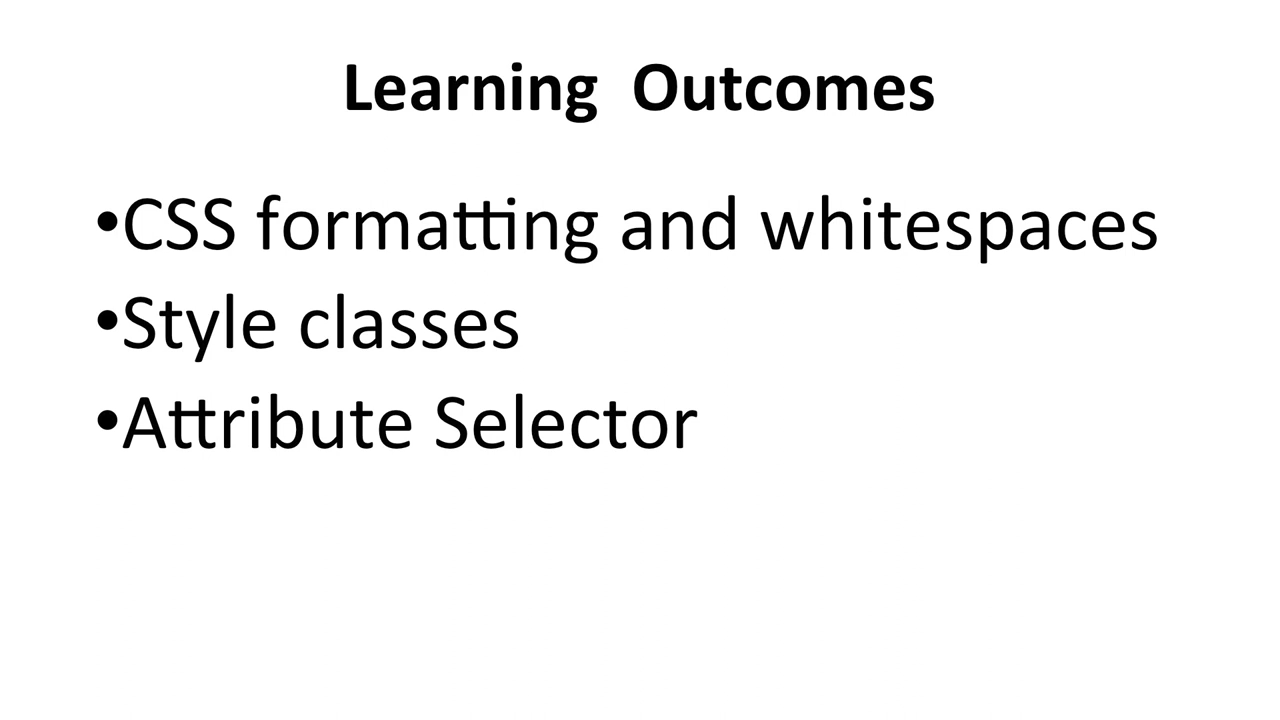 Learning  Outcomes
•CSS formatting and whitespaces
•Style classes
•Attribute Selector